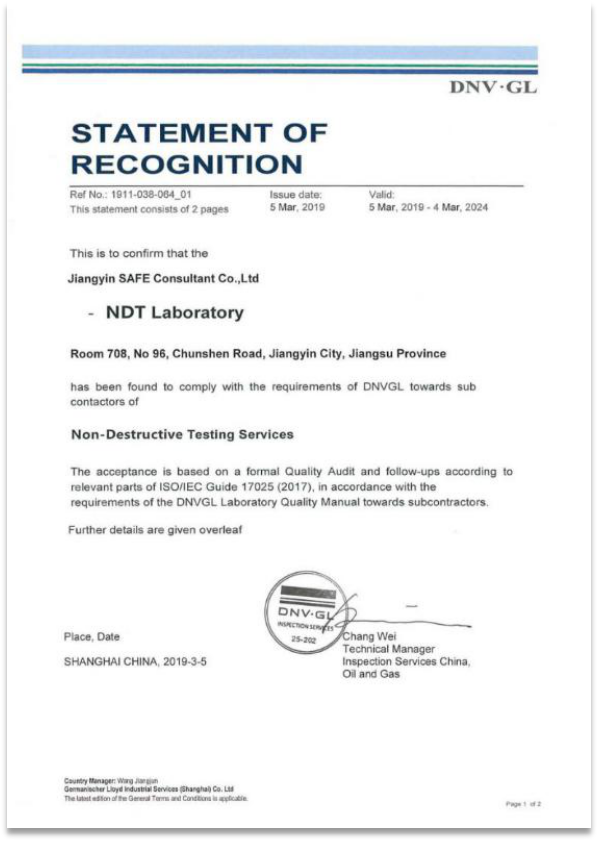 DNV·GL
STATEMENT OF
RECOGNITION
Ref No.: 1911-038-064_01
This statement consists of 2 pages
Issue date:
5 Mar, 2019
Valid:
5 Mar, 2019 - 4 Mar, 2024
This is to confirm that the
Jiangyin SAFE Consultant Co.,Ltd
- NDT Laboratory
Room 708, No 96, Chunshen Road, Jiangyin City, Jiangsu Province
has been found to comply with the requirements of DNVGL towards sub
contactors of
Non-Destructive Testing Services
The acceptance is based on a formal Quality Audit and follow-ups according to
relevant parts of ISO/IEC Guide 17025 (2017), in accordance with the
requirements of the DNVGL Laboratory Quality Manual towards subcontractors.
Further details are given overleaf
DNV·GL
INSPECTION SERVICES
25-202
Place, Date
SHANGHAI CHINA, 2019-3-5
Chang Wei
Technical Manager
Inspection Services China,
Oil and Gas
Country Manager: Wang Jiangjun
Germanischer Lloyd Industrial Services (Shanghai) Co. Ltd
The latest edition of the General Terms and Conditions is applicable.
Page 1 of 2